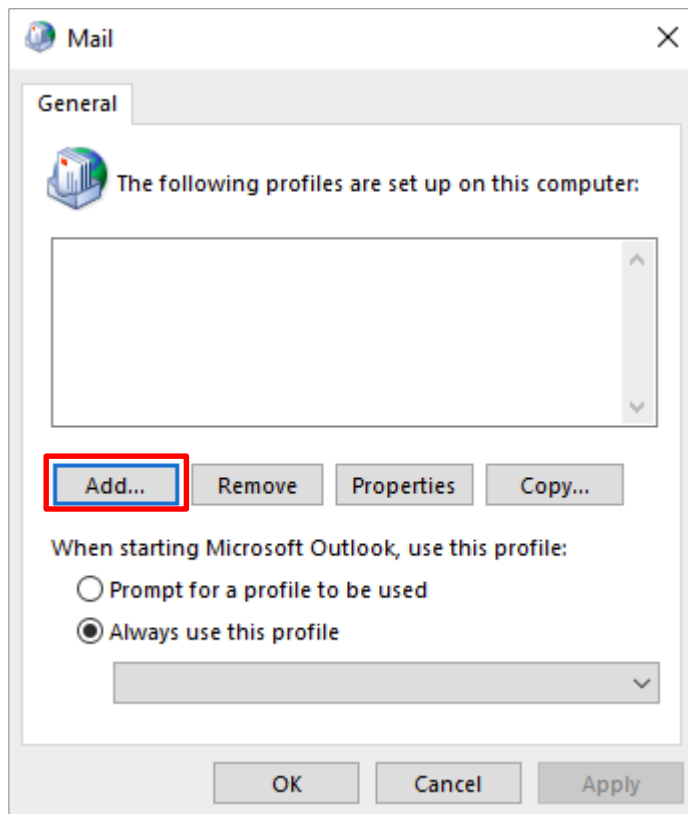 Mail
General
The following profiles are set up on this computer:
Add... Remove Properties Copy...
When starting Microsoft Outlook, use this profile:
Prompt for a profile to be used
Always use this profile
OK Cancel Apply